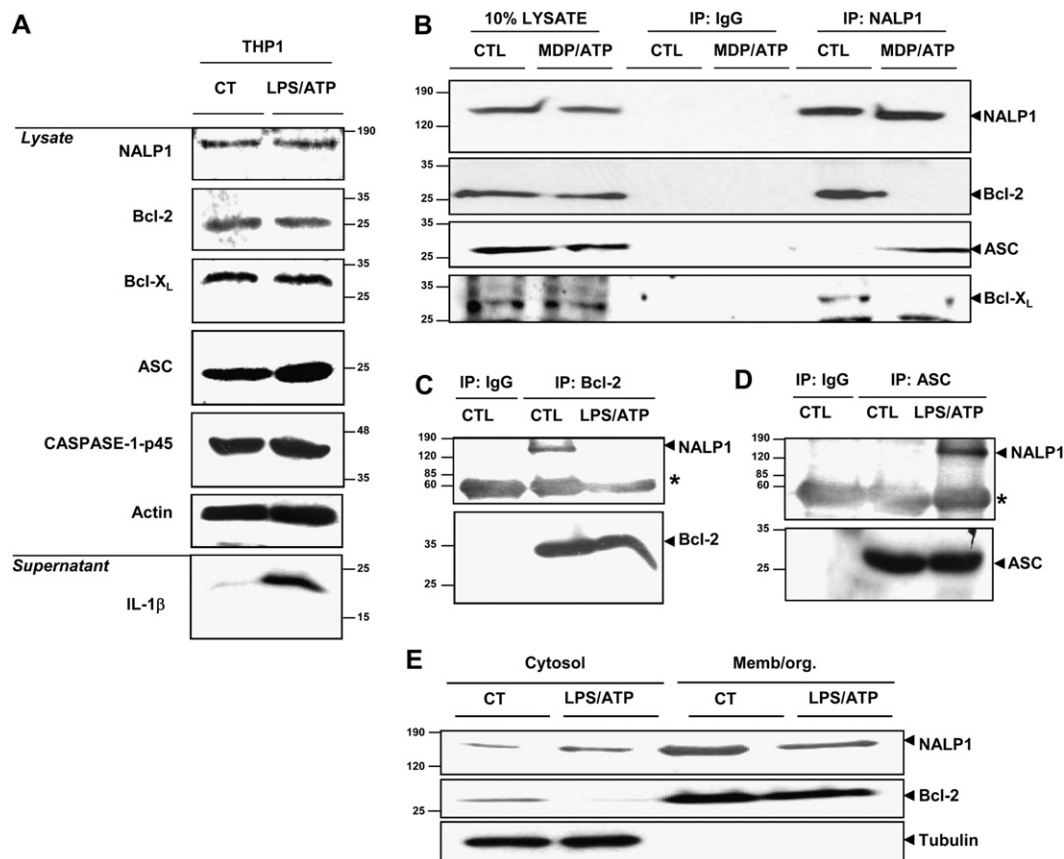 A
THP1
CT LPS/ATP
Lysate
190
NALP1
35
Bcl-2
25
35
Bcl-XL
25
ASC
25
48
CASPASE-1-p45
35
Actin
Supernatant
25
IL-1β
15
B
10% LYSATE IP: IgG IP: NALP1
CTL MDP/ATP CTL MDP/ATP CTL MDP/ATP
190
NALP1
120
35
25
Bcl-2
35
ASC
25
35
Bcl-XL
25
C
IP: IgG IP: Bcl-2
CTL CTL LPS/ATP
190
NALP1
120
85
60
*
35
Bcl-2
25
D
IP: IgG IP: ASC
CTL CTL LPS/ATP
190
NALP1
120
85
60
*
35
25
ASC
E
Cytosol Memb/org.
CT LPS/ATP CT LPS/ATP
190
NALP1
120
Bcl-2
25
Tubulin